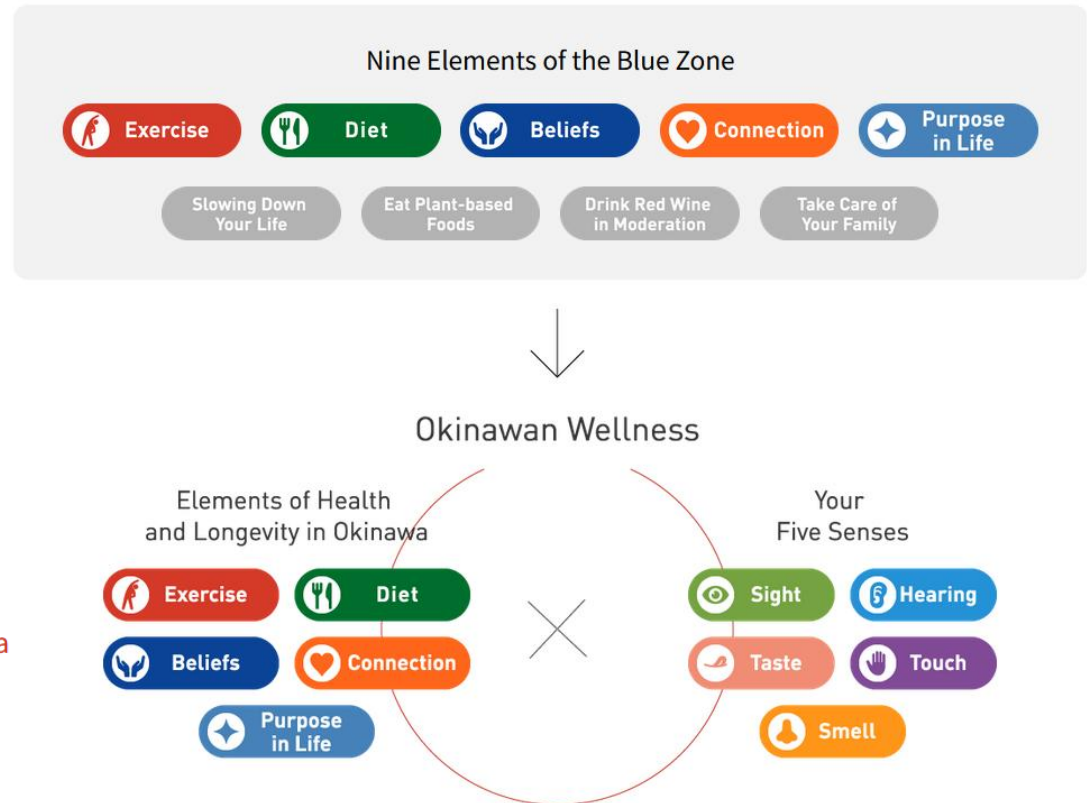 Nine Elements of the Blue Zone
Exercise
Diet
Beliefs
Connection
Purpose
in Life
Slowing Down
Your Life
Eat Plant-based
Foods
Drink Red Wine
in Moderation
Take Care of
Your Family
Okinawan Wellness
Elements of Health
and Longevity in Okinawa
Exercise
Diet
Beliefs
Connection
Purpose
in Life
Your
Five Senses
Sight
Hearing
Taste
Touch
Smell
a